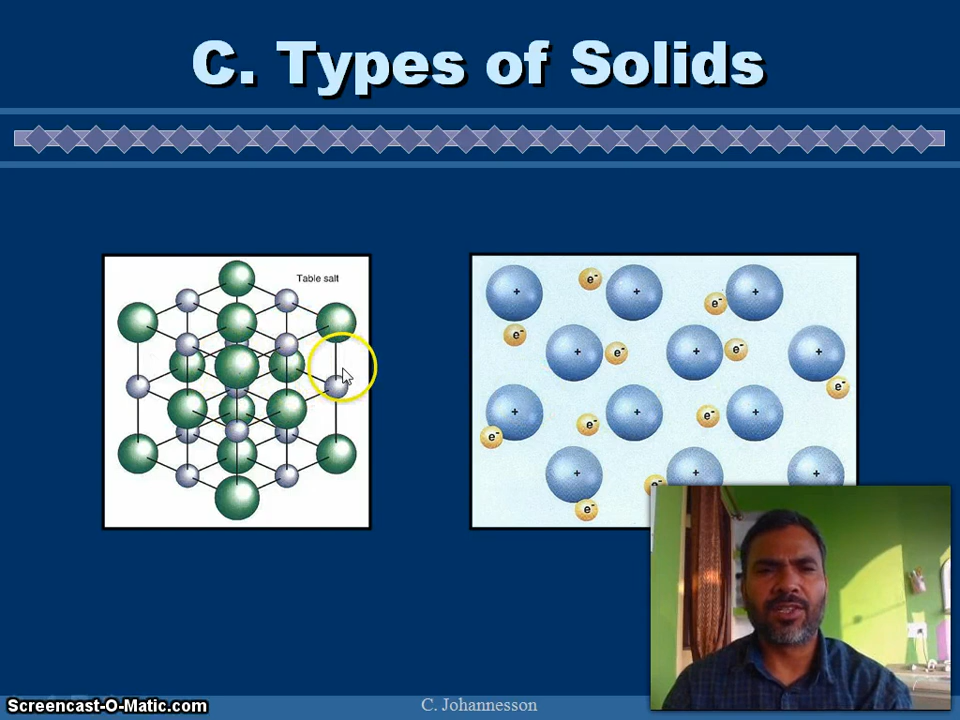 C. Types of Solids
Table salt
+ e⁻ + e⁻ +
e⁻
+ e⁻ + e⁻ +
e⁻
+ e⁻ + e⁻ +
e⁻
+ + +
e⁻
Screencast-O-Matic.com
C. Johannesson